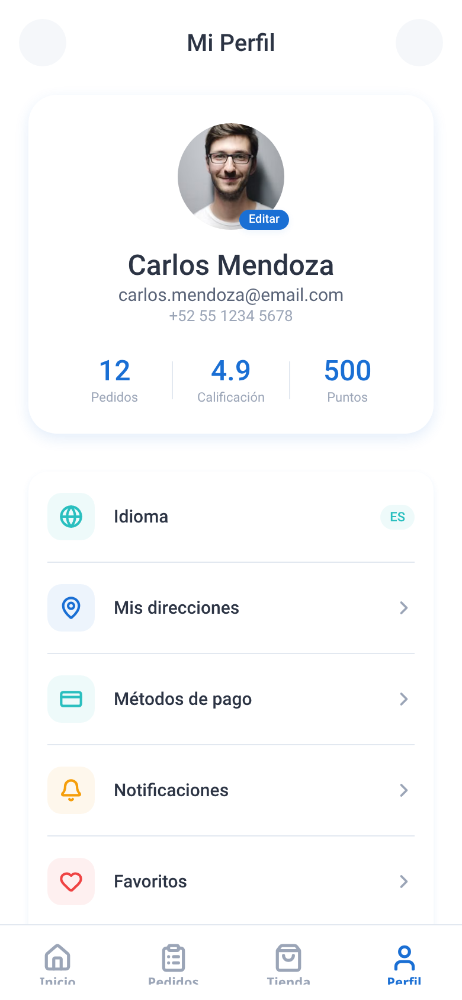 Mi Perfil
Editar
Carlos Mendoza
carlos.mendoza@email.com
+52 55 1234 5678
12 4.9 500
Pedidos Calificación Puntos
Idioma ES
Mis direcciones
Métodos de pago
Notificaciones
Favoritos
Inicio Pedidos Tienda Perfil